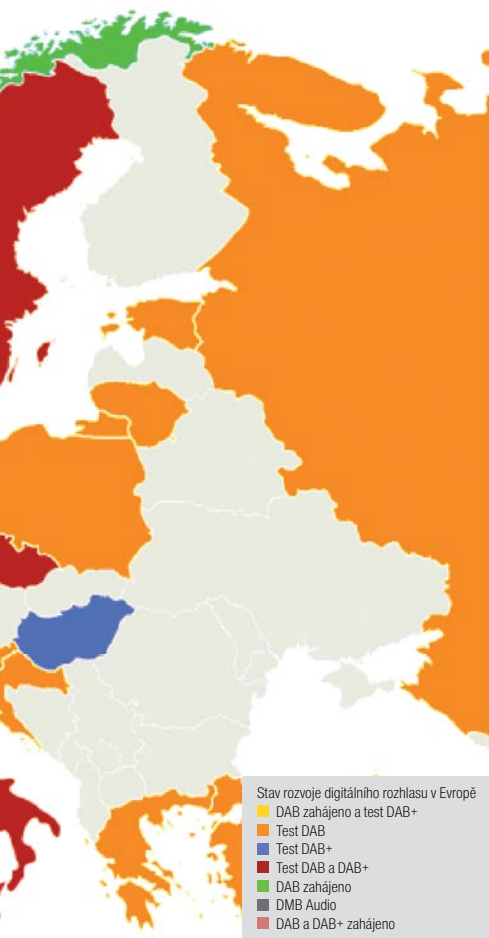 Stav rozvoje digitálního rozhlasu v Evropě
DAB zahájeno a test DAB+
Test DAB
Test DAB+
Test DAB a DAB+
DAB zahájeno
DMB Audio
DAB a DAB+ zahájeno